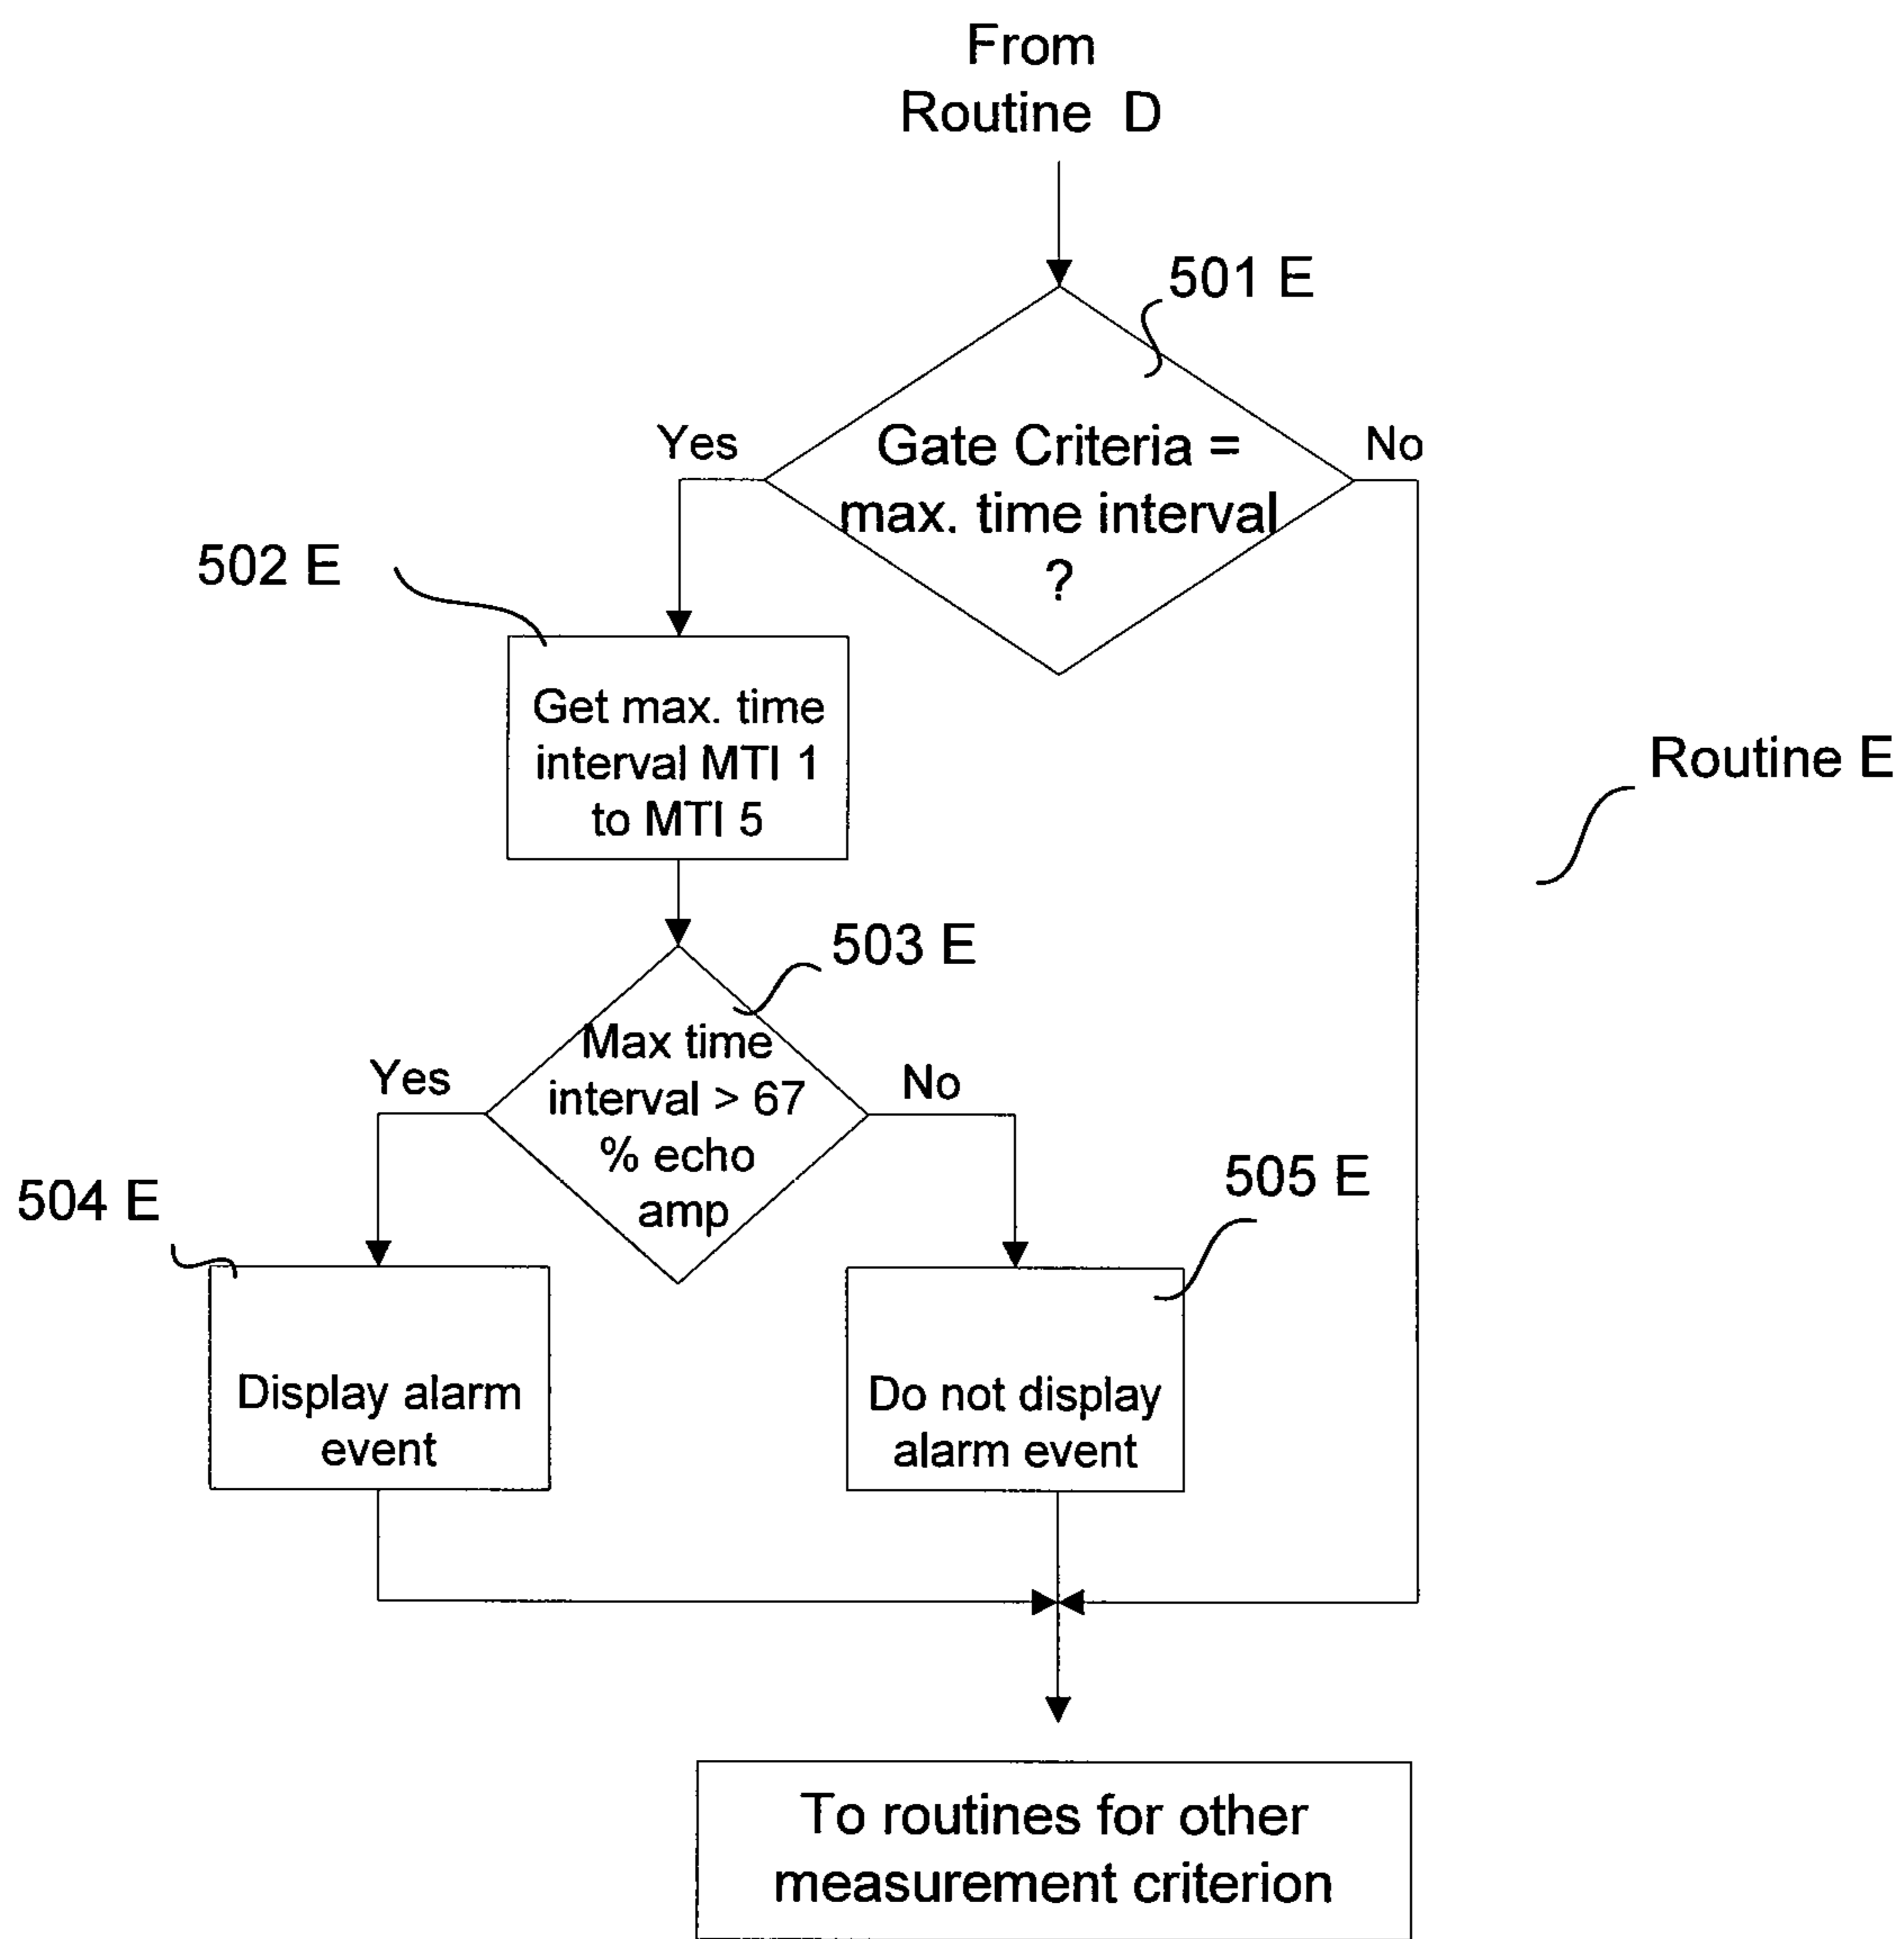 From
Routine D
501 E
Yes
Gate Criteria =
max. time interval
?
No
502 E
Get max. time
interval MTI 1
to MTI 5
Routine E
503 E
Max time
interval > 67
% echo
amp
Yes
No
504 E
505 E
Display alarm
event
Do not display
alarm event
To routines for other
measurement criterion